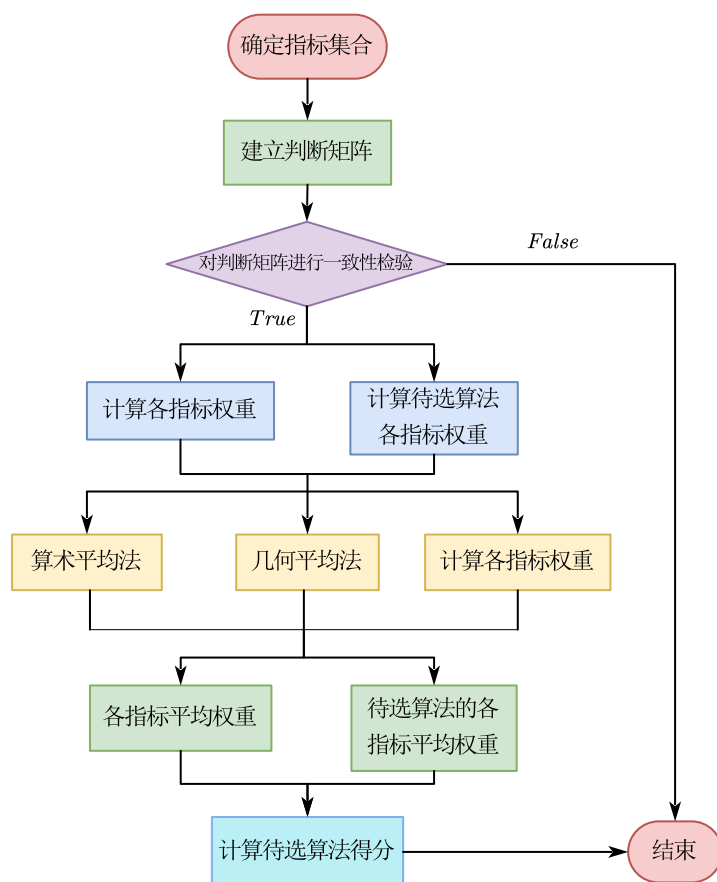 确定指标集合
建立判断矩阵
对判断矩阵进行一致性检验
False
True
计算各指标权重
计算待选算法
各指标权重
算术平均法
几何平均法
计算各指标权重
各指标平均权重
待选算法的各
指标平均权重
计算待选算法得分
结束